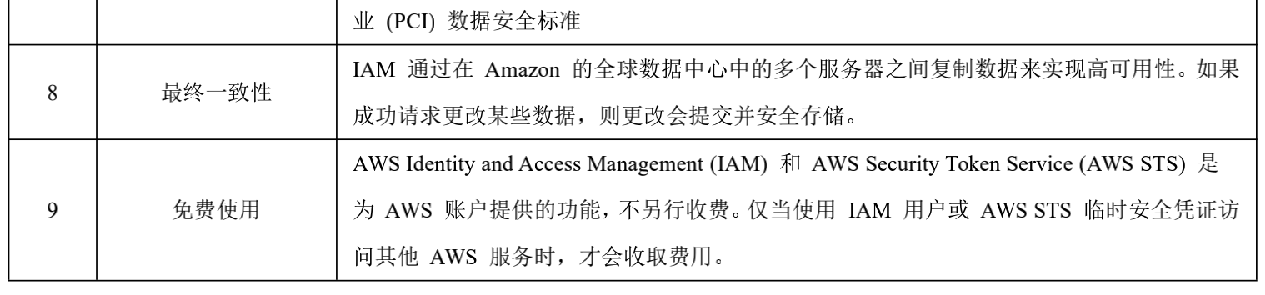 业 (PCI) 数据安全标准
8 最终一致性 IAM 通过在 Amazon 的全球数据中心中的多个服务器之间复制数据来实现高可用性。如果
成功请求更改某些数据，则更改会提交并安全存储。
AWS Identity and Access Management (IAM) 和 AWS Security Token Service (AWS STS) 是
9 免费使用 为 AWS 账户提供的功能，不另行收费。仅当使用 IAM 用户或 AWS STS 临时安全凭证访
问其他 AWS 服务时，才会收取费用。